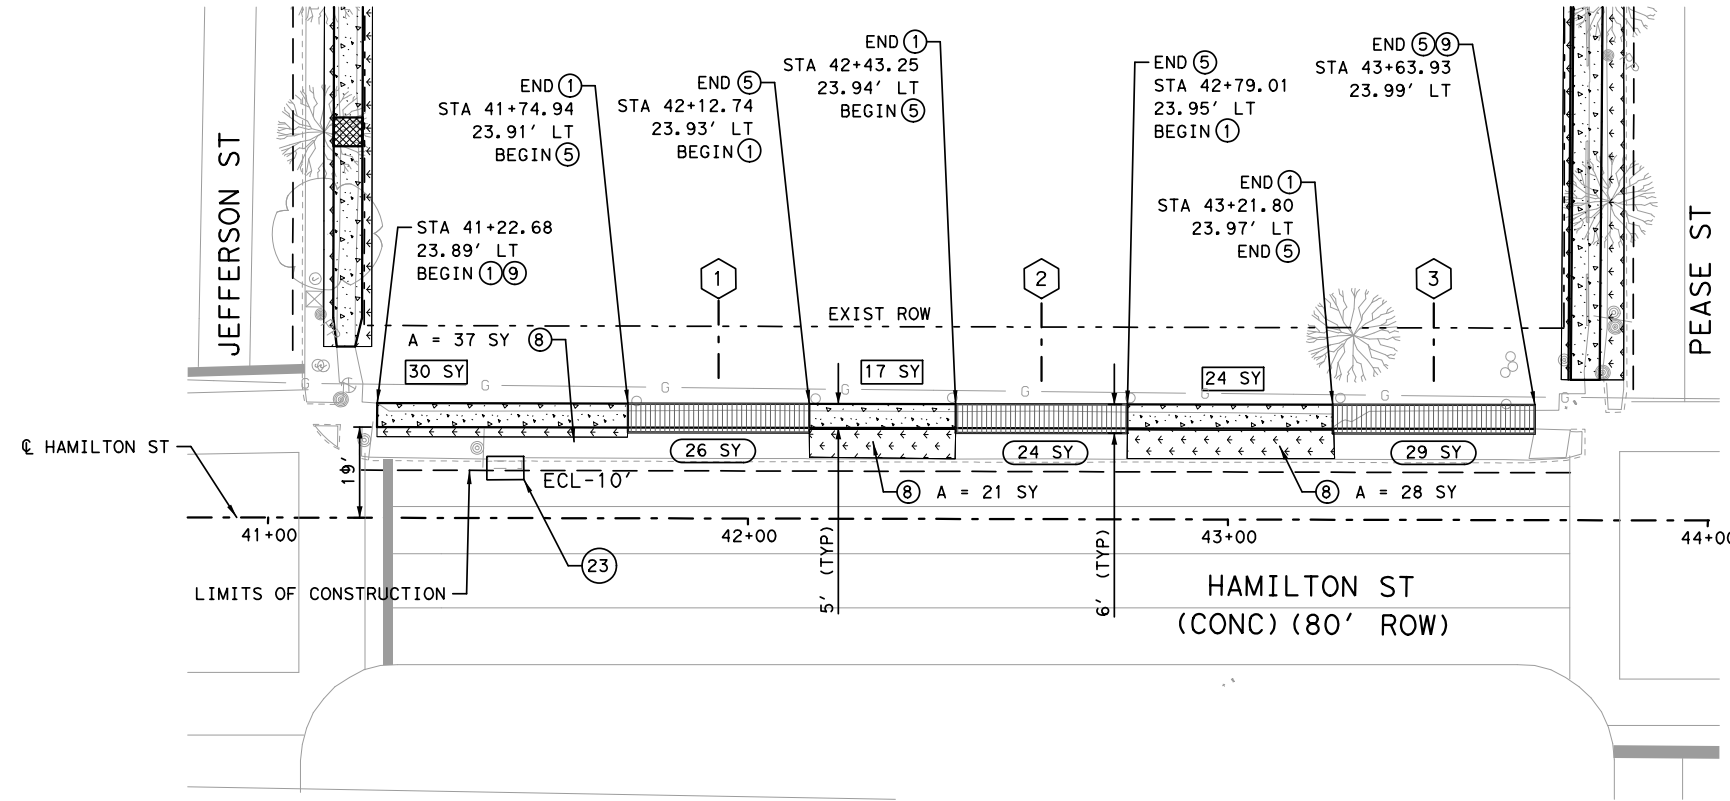 END 1
STA 42+43.25
23.94' LT
BEGIN 5
END 5 9
STA 43+63.93
23.99' LT
END 1
STA 41+74.94
23.91' LT
BEGIN 5
END 5
STA 42+12.74
23.93' LT
BEGIN 1
END 5
STA 42+79.01
23.95' LT
BEGIN 1
END 1
STA 43+21.80
23.97' LT
END 5
STA 41+22.68
23.89' LT
BEGIN 1 9
JEFFERSON ST
PEASE ST
1
2
3
EXIST ROW
A = 37 SY 8
30 SY
17 SY
24 SY
G
G
G
G
G
G
G
G
℄ HAMILTON ST
26 SY
24 SY
29 SY
19'
ECL-10'
8 A = 21 SY
8 A = 28 SY
41+00
42+00
43+00
44+00
5' (TYP)
6' (TYP)
23
LIMITS OF CONSTRUCTION
HAMILTON ST
(CONC) (80' ROW)